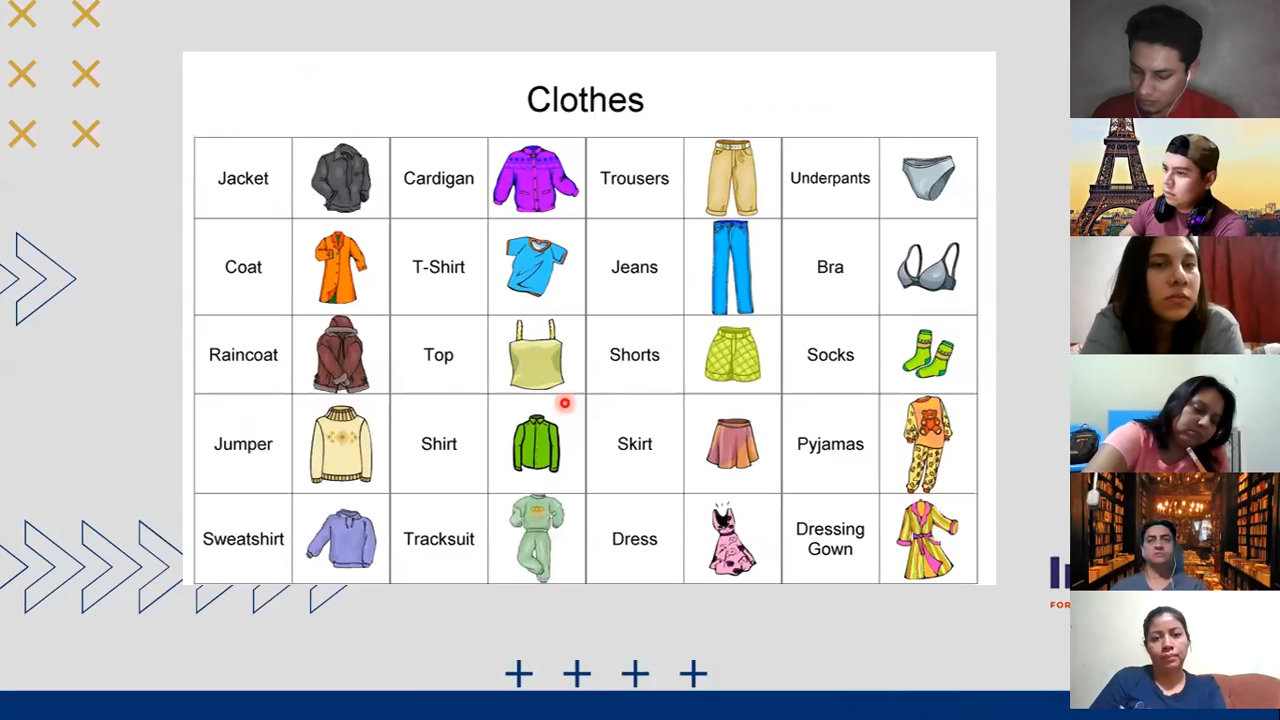 Clothes
Jacket Cardigan Trousers Underpants
Coat T-Shirt Jeans Bra
Raincoat Top Shorts Socks
Jumper Shirt Skirt Pyjamas
Sweatshirt Tracksuit Dress Dressing
Gown
FOR